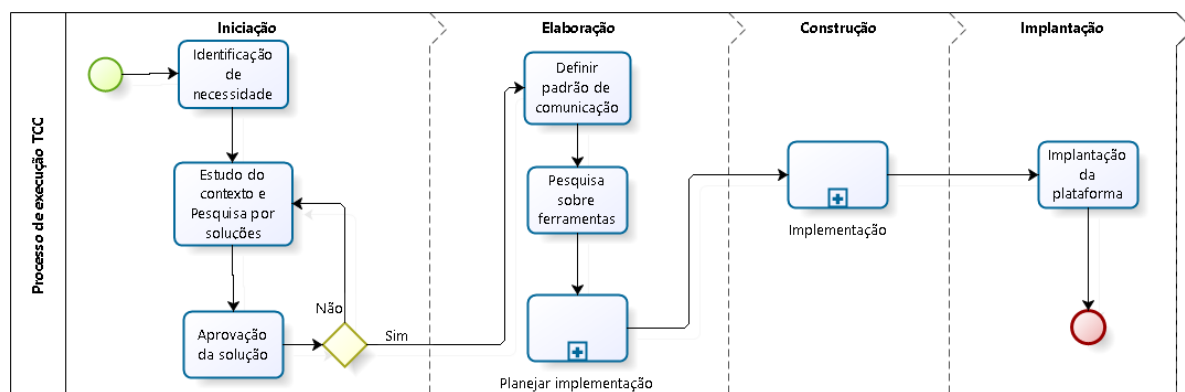 Processo de execução TCC
Iniciação
Elaboração
Construção
Implantação
Identificação
de
necessidade
Estudo do
contexto e
Pesquisa por
soluções
Aprovação
da solução
Não
Sim
Definir
padrão de
comunicação
Pesquisa
sobre
ferramentas
Planejar implementação
Implementação
Implantação
da
plataforma